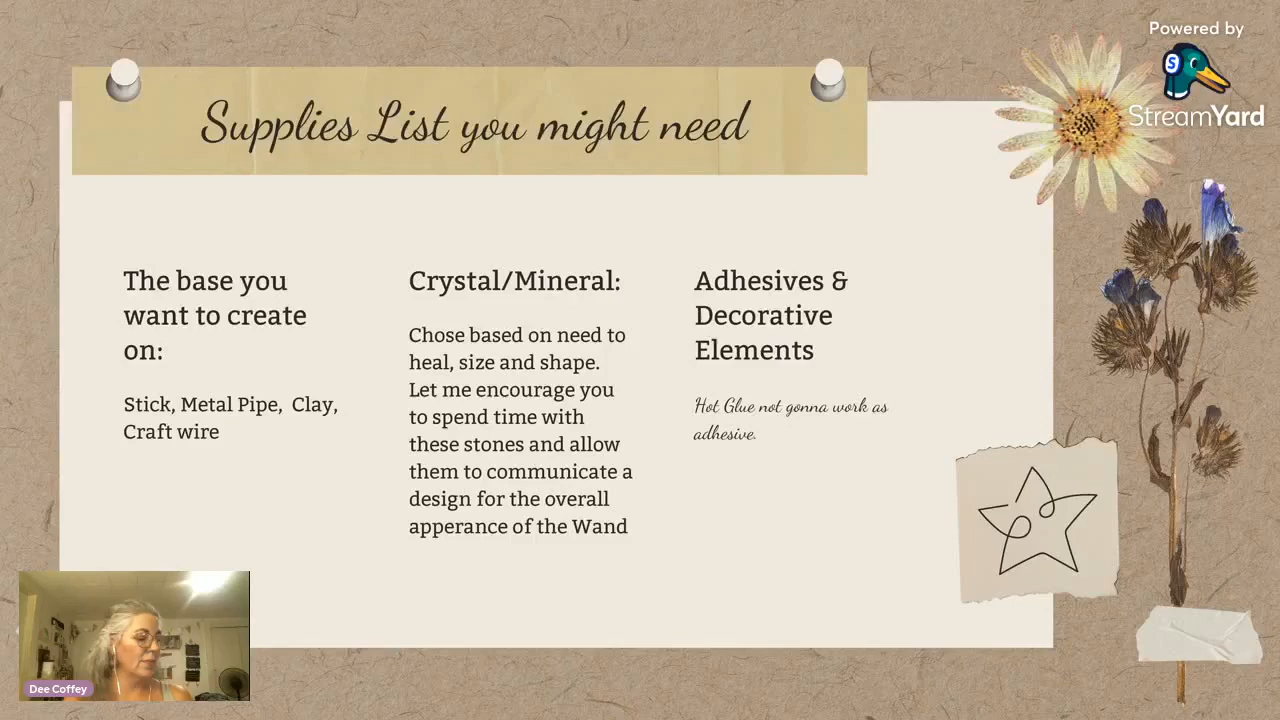 Powered by
StreamYard
Supplies List you might need
The base you
want to create
on:
Stick, Metal Pipe,  Clay,
Craft wire
Crystal/Mineral:
Chose based on need to
heal, size and shape.
Let me encourage you
to spend time with
these stones and allow
them to communicate a
design for the overall
apperance of the Wand
Adhesives &
Decorative
Elements
Hot Glue not gonna work as
adhesive.
Dee Coffey